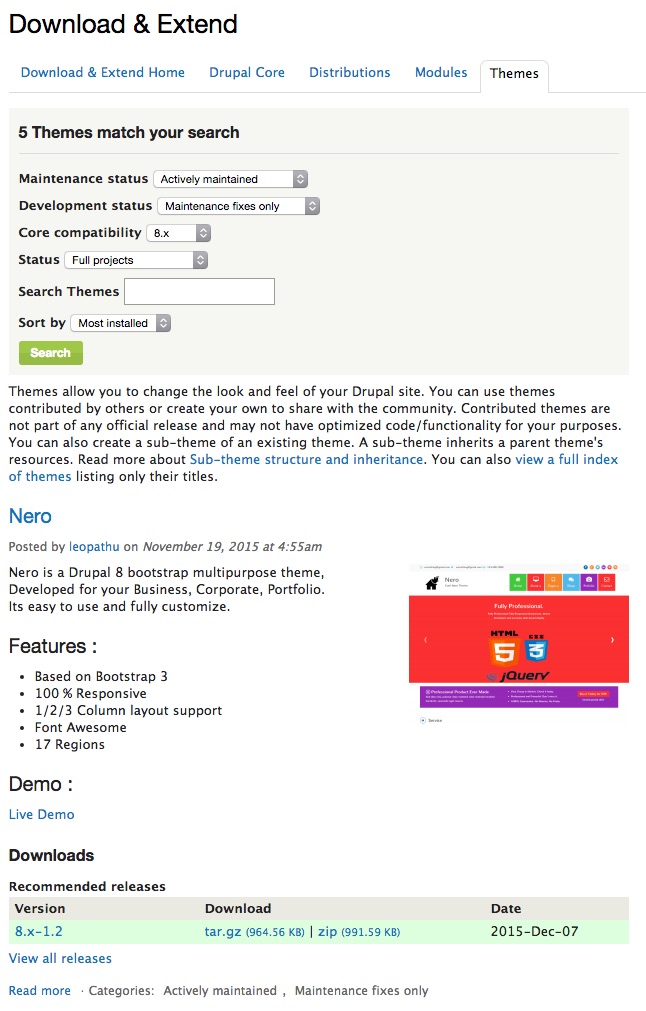 Download & Extend
Download & Extend Home
Drupal Core
Distributions
Modules
Themes
5 Themes match your search
Maintenance status Actively maintained
Development status Maintenance fixes only
Core compatibility 8.x
Status Full projects
Search Themes
Sort by Most installed
Search
Themes allow you to change the look and feel of your Drupal site. You can use themes
contributed by others or create your own to share with the community. Contributed themes are
not part of any official release and may not have optimized code/functionality for your purposes.
You can also create a sub-theme of an existing theme. A sub-theme inherits a parent theme's
resources. Read more about Sub-theme structure and inheritance. You can also view a full index
of themes listing only their titles.
Nero
Posted by leopathu on November 19, 2015 at 4:55am
Nero is a Drupal 8 bootstrap multipurpose theme,
Developed for your Business, Corporate, Portfolio.
Its easy to use and fully customize.
Nero
Fully Professional.
HTML
5
CSS
3
jQuery
Professional Product Ever Made
Service
Features :
• Based on Bootstrap 3
• 100 % Responsive
• 1/2/3 Column layout support
• Font Awesome
• 17 Regions
Demo :
Live Demo
Downloads
Recommended releases
Version Download Date
8.x-1.2 tar.gz (964.56 KB) | zip (991.59 KB) 2015-Dec-07
View all releases
Read more · Categories: Actively maintained , Maintenance fixes only